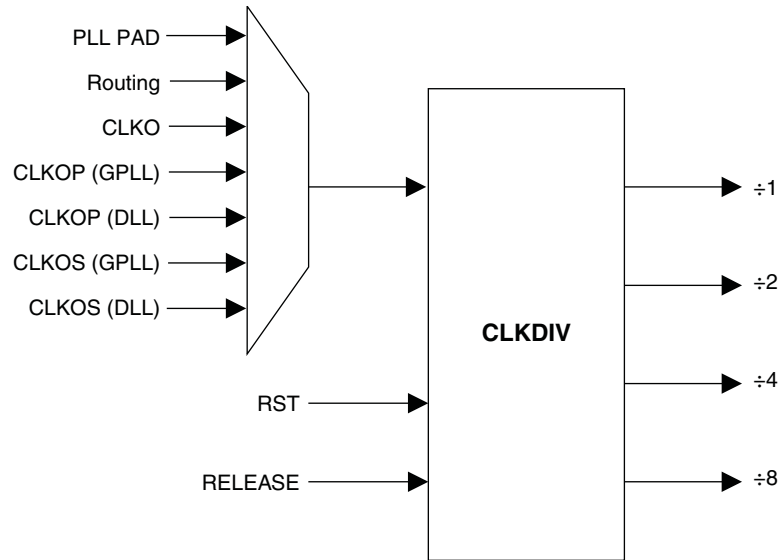 PLL PAD
Routing
CLKO
CLKOP (GPLL)
CLKOP (DLL)
CLKOS (GPLL)
CLKOS (DLL)
RST
RELEASE
CLKDIV
÷1
÷2
÷4
÷8